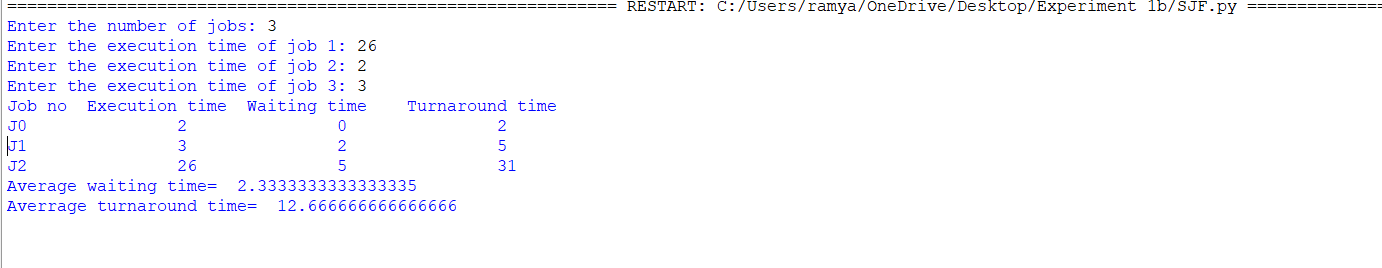 ============================================================= RESTART: C:/Users/ramya/OneDrive/Desktop/Experiment 1b/SJF.py ==============
Enter the number of jobs: 3
Enter the execution time of job 1: 26
Enter the execution time of job 2: 2
Enter the execution time of job 3: 3
Job no  Execution time  Waiting time    Turnaround time
J0               2               0               2
J1               3               2               5
J2               26              5               31
Average waiting time=  2.3333333333333335
Averrage turnaround time=  12.666666666666666